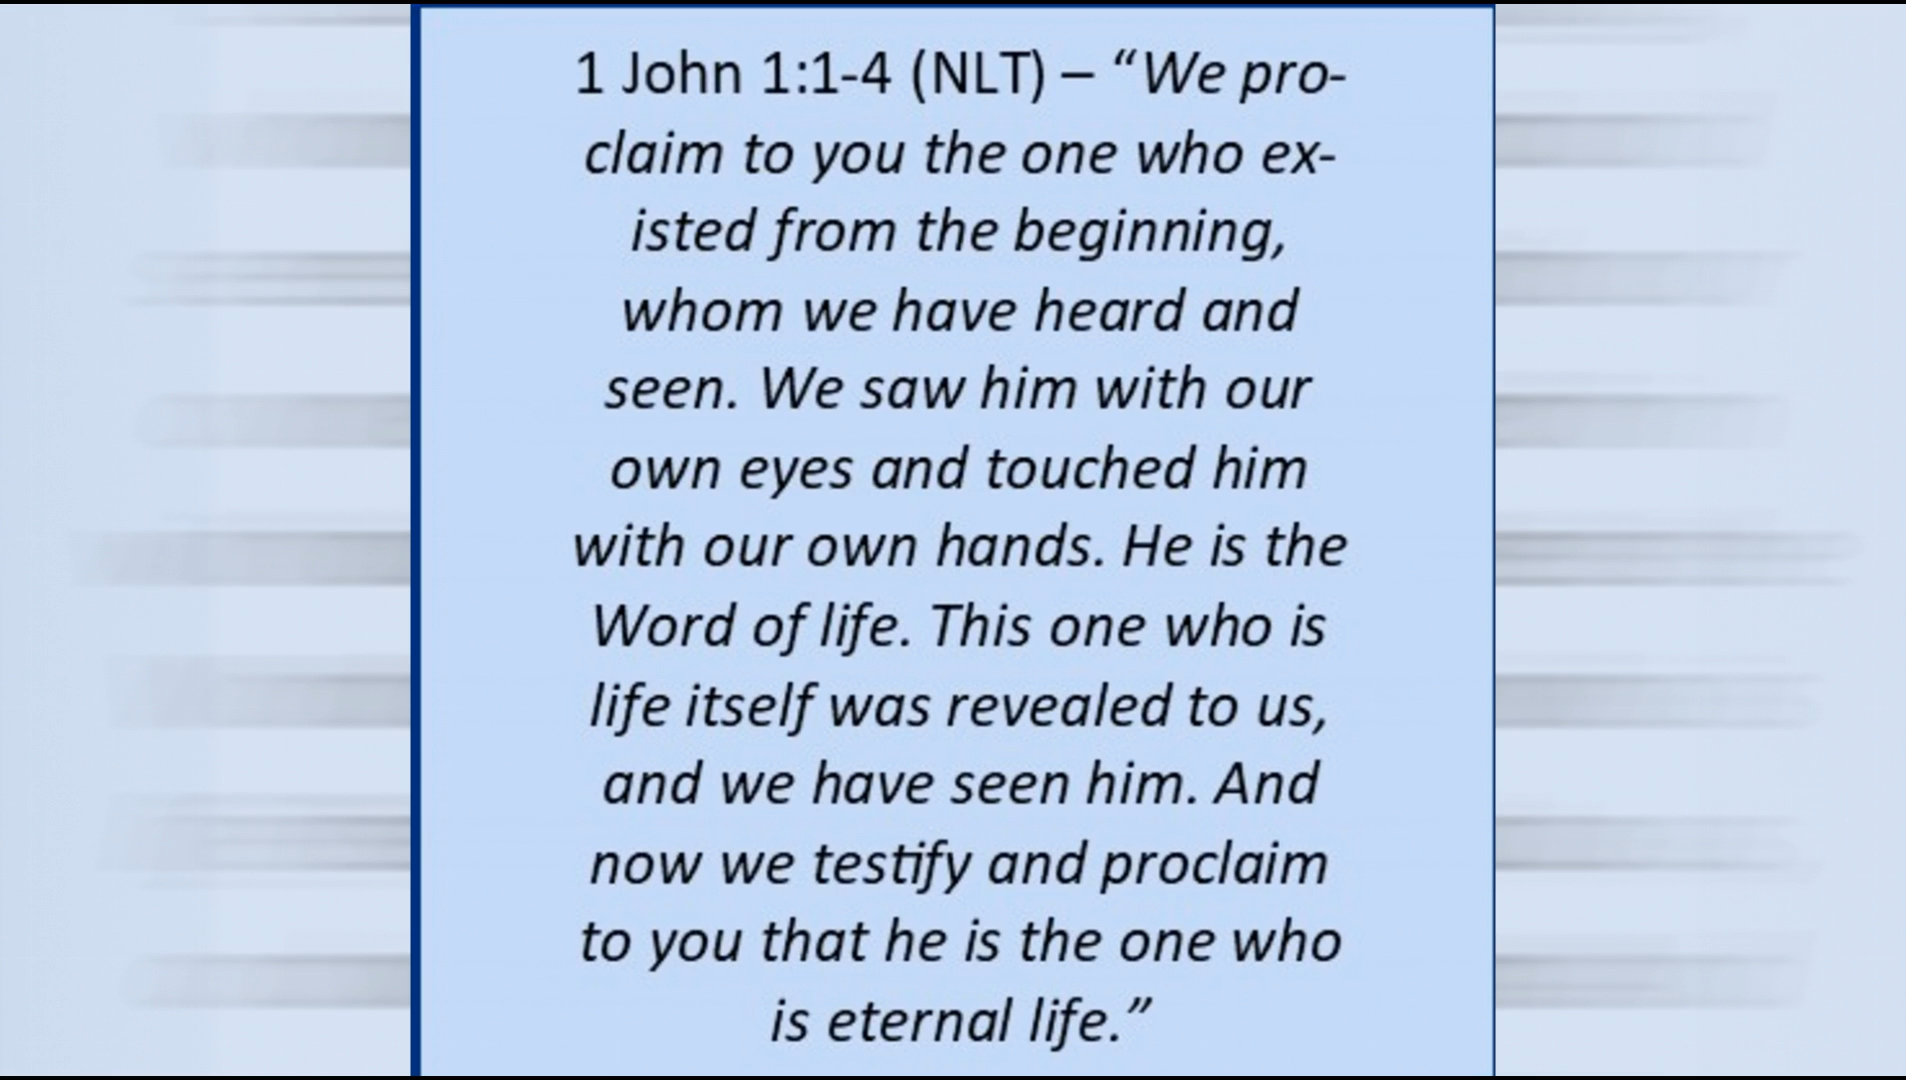 1 John 1:1-4 (NLT) – “We pro-
claim to you the one who ex-
isted from the beginning,
whom we have heard and
seen. We saw him with our
own eyes and touched him
with our own hands. He is the
Word of life. This one who is
life itself was revealed to us,
and we have seen him. And
now we testify and proclaim
to you that he is the one who
is eternal life.”